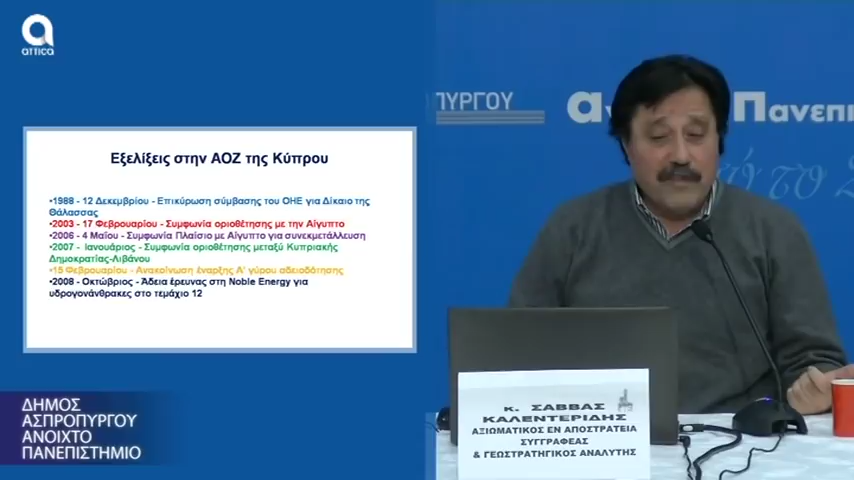 attica
Εξελίξεις στην ΑΟΖ της Κύπρου
•1988 - 12 Δεκεμβρίου - Επικύρωση σύμβασης του ΟΗΕ για Δίκαιο της
Θάλασσας
•2003 - 17 Φεβρουαρίου - Συμφωνία οριοθέτησης με την Αίγυπτο
•2006 - 4 Μαΐου - Συμφωνία Πλαίσιο με Αίγυπτο για συνεκμετάλλευση
•2007 - Ιανουάριος - Συμφωνία οριοθέτησης μεταξύ Κυπριακής
Δημοκρατίας-Λιβάνου
•15 Φεβρουαρίου - Ανακοίνωση έναρξης Α' γύρου αδειοδότησης
•2008 - Οκτώβριος - Άδεια έρευνας στη Noble Energy για
υδρογονάνθρακες στο τεμάχιο 12
ΔΗΜΟΣ
ΑΣΠΡΟΠΥΡΓΟΥ
ΑΝΟΙΧΤΟ
ΠΑΝΕΠΙΣΤΗΜΙΟ
ΠΥΡΓΟΥ
Πανεπι
το
Κ. ΣΑΒΒΑΣ
ΚΑΛΕΝΤΕΡΙΔΗΣ
ΑΞΙΩΜΑΤΙΚΟΣ ΕΝ ΑΠΟΣΤΡΑΤΕΙΑ
ΣΥΓΓΡΑΦΕΑΣ
& ΓΕΩΣΤΡΑΤΗΓΙΚΟΣ ΑΝΑΛΥΤΗΣ